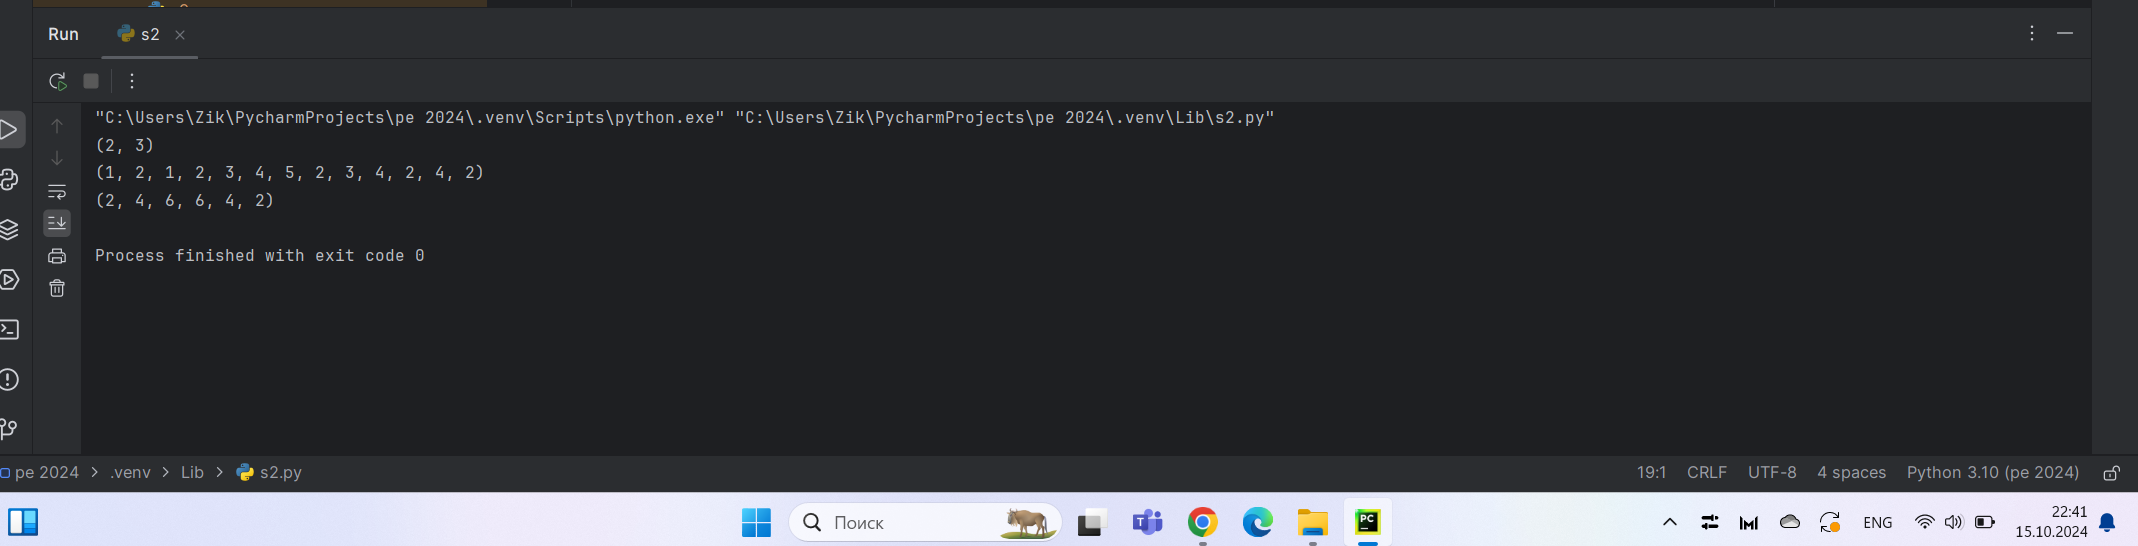 Run s2
"C:\Users\Zik\PycharmProjects\pe 2024\.venv\Scripts\python.exe" "C:\Users\Zik\PycharmProjects\pe 2024\.venv\Lib\s2.py"
(2, 3)
(1, 2, 1, 2, 3, 4, 5, 2, 3, 4, 2, 4, 2)
(2, 4, 6, 6, 4, 2)
Process finished with exit code 0
pe 2024 > .venv > Lib > s2.py 19:1 CRLF UTF-8 4 spaces Python 3.10 (pe 2024)
Поиск ENG 22:41
15.10.2024